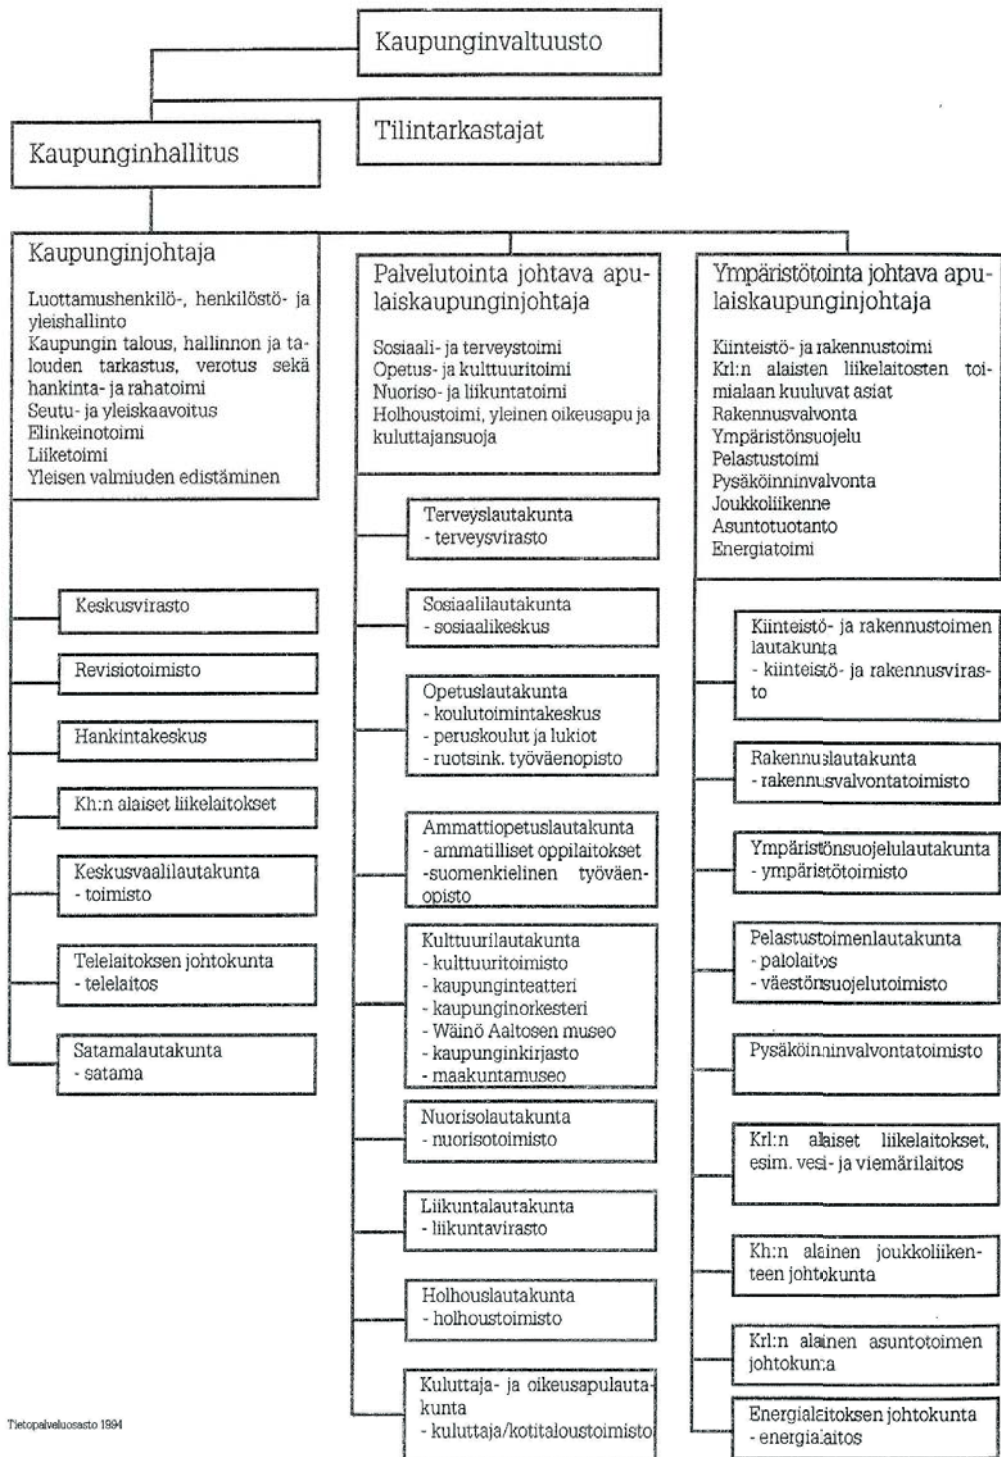 Kaupunginvaltuusto
Tilintarkastajat
Kaupunginhallitus
Kaupunginjohtaja
Luottamushenkilö-, henkilöstö- ja
yleishallinto
Kaupungin talous, hallinnon ja ta-
louden tarkastus, verotus sekä
hankinta- ja rahatoimi
Seutu- ja yleiskaavoitus
Elinkeinotoimi
Liiketoimi
Yleisen valmiuden edistäminen
Keskusvirasto
Revisiotoimisto
Hankintakeskus
Kh:n alaiset liikelaitokset
Keskusvaalilautakunta
- toimisto
Telelaitoksen johtokunta
- telelaitos
Satamalautakunta
- satama
Palvelutointa johtava apu-
laiskaupunginjohtaja
Sosiaali- ja terveystoimi
Opetus- ja kulttuuritoimi
Nuoriso- ja liikuntatoimi
Holhoustoimi, yleinen oikeusapu ja
kuluttajansuoja
Terveyslautakunta
- terveysvirasto
Sosiaalilautakunta
- sosiaalikeskus
Opetuslautakunta
- koulutoimintakeskus
- peruskoulut ja lukiot
- ruotsink. työväenopisto
Ammattiopetuslautakunta
- ammatilliset oppilaitokset
-suomenkielinen työväen-
opisto
Kulttuurilautakunta
- kulttuuritoimisto
- kaupunginteatteri
- kaupunginorkesteri
- Wäinö Aaltosen museo
- kaupunginkirjasto
- maakuntamuseo
Nuorisolautakunta
- nuorisotoimisto
Liikuntalautakunta
- liikuntavirasto
Holhouslautakunta
- holhoustoimisto
Kuluttaja- ja oikeusapulauta-
kunta
- kuluttaja/kotitaloustoimisto
Ympäristötointa johtava apu-
laiskaupunginjohtaja
Kiinteistö- ja rakennustoimi
Krl:n alaisten liikelaitosten toi-
mialaan kuuluvat asiat
Rakennusvalvonta
Ympäristönsuojelu
Pelastustoimi
Pysäköinninvalvonta
Joukkoliikenne
Asuntotuotanto
Energiatoimi
Kiinteistö- ja rakennustoimen
lautakunta
- kiinteistö- ja rakennusviras-
to
Rakennuslautakunta
- rakennusvalvontatoimisto
Ympäristönsuojelulautakunta
- ympäristötoimisto
Pelastustoimenlautakunta
- palolaitos
- väestönsuojelutoimisto
Pysäköinninvalvontatoimisto
Krl:n alaiset liikelaitokset,
esim. vesi- ja viemärilaitos
Kh:n alainen joukkoliiken-
teen johtokunta
Krl:n alainen asuntotoimen
johtokunta
Energialaitoksen johtokunta
- energialaitos
Tietopalveluosasto 1994